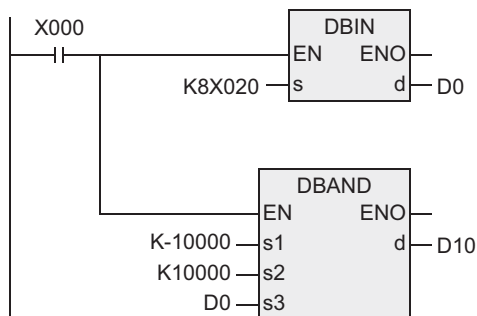 X000
DBIN
EN ENO
K8X020 s d D0
DBAND
EN ENO
K-10000 s1 d D10
K10000 s2
D0 s3